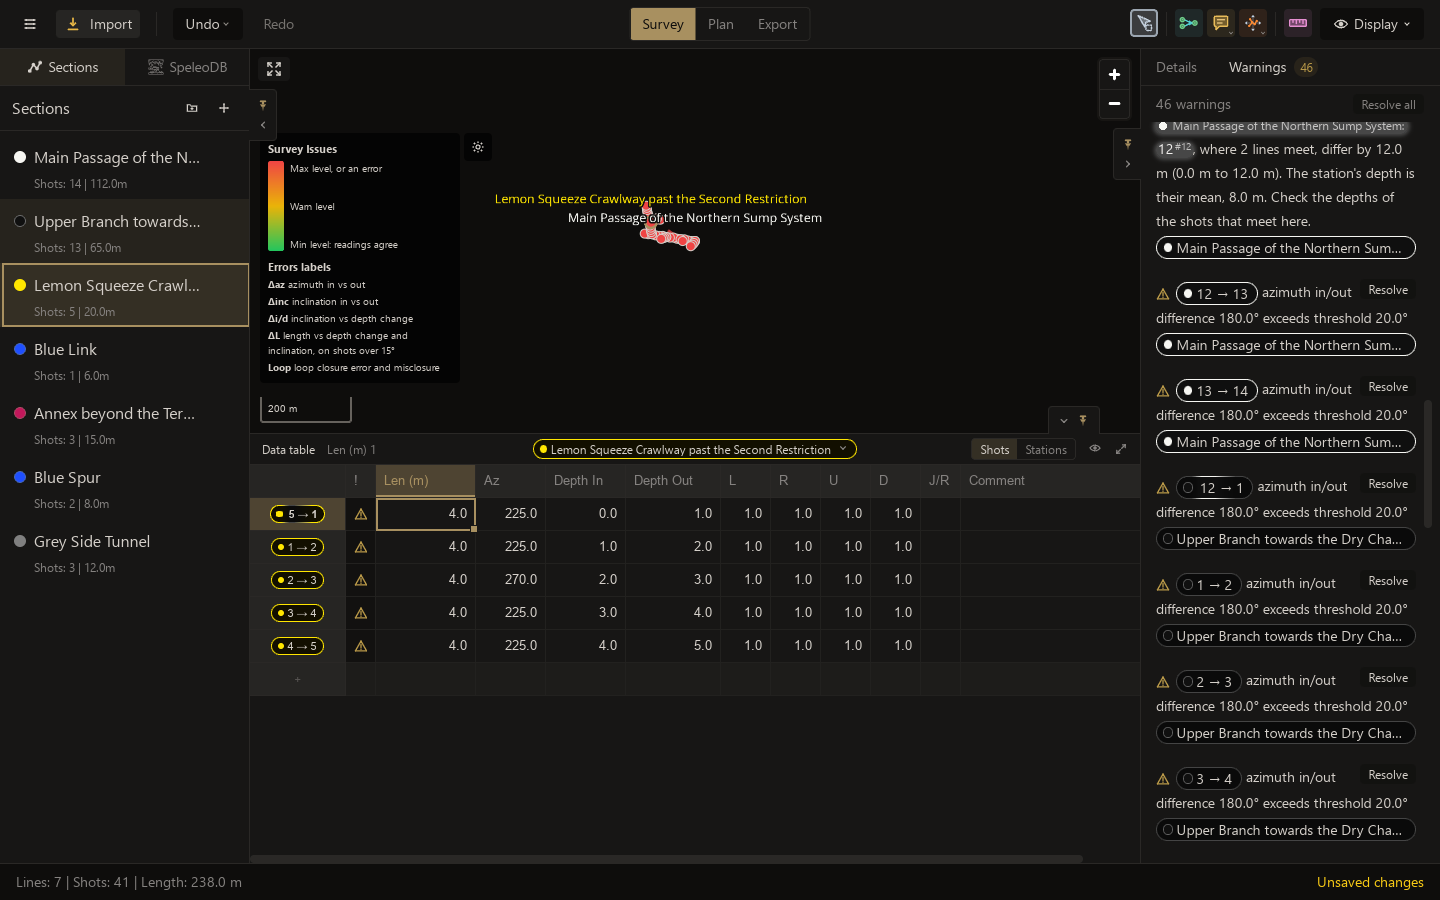 Import
Undo
Redo
Survey
Plan
Export
Display
Sections
SpeleoDB
Details
Warnings
46
Sections
46 warnings
Resolve all
Main Passage of the N...
Shots: 14 | 112.0m
Upper Branch towards...
Shots: 13 | 65.0m
Lemon Squeeze Crawl...
Shots: 5 | 20.0m
Blue Link
Shots: 1 | 6.0m
Annex beyond the Ter...
Shots: 3 | 15.0m
Blue Spur
Shots: 2 | 8.0m
Grey Side Tunnel
Shots: 3 | 12.0m
Survey Issues
Max level, or an error
Warn level
Min level: readings agree
Errors labels
Δaz azimuth in vs out
Δinc inclination in vs out
Δi/d inclination vs depth change
ΔL length vs depth change and
inclination, on shots over 15°
Loop loop closure error and misclosure
200 m
Lemon Squeeze Crawlway past the Second Restriction
Main Passage of the Northern Sump System
+
−
Data table
Len (m) 1
Lemon Squeeze Crawlway past the Second Restriction
Shots
Stations
! Len (m) Az Depth In Depth Out L R U D J/R Comment
5 → 1 4.0 225.0 0.0 1.0 1.0 1.0 1.0 1.0
1 → 2 4.0 225.0 1.0 2.0 1.0 1.0 1.0 1.0
2 → 3 4.0 270.0 2.0 3.0 1.0 1.0 1.0 1.0
3 → 4 4.0 225.0 3.0 4.0 1.0 1.0 1.0 1.0
4 → 5 4.0 225.0 4.0 5.0 1.0 1.0 1.0 1.0
+
Main Passage of the Northern Sump System:
12#12, where 2 lines meet, differ by 12.0
m (0.0 m to 12.0 m). The station's depth is
their mean, 8.0 m. Check the depths of
the shots that meet here.
Main Passage of the Northern Sum...
12 → 13 azimuth in/out Resolve
difference 180.0° exceeds threshold 20.0°
Main Passage of the Northern Sum...
13 → 14 azimuth in/out Resolve
difference 180.0° exceeds threshold 20.0°
Main Passage of the Northern Sum...
12 → 1 azimuth in/out Resolve
difference 180.0° exceeds threshold 20.0°
Upper Branch towards the Dry Cha...
1 → 2 azimuth in/out Resolve
difference 180.0° exceeds threshold 20.0°
Upper Branch towards the Dry Cha...
2 → 3 azimuth in/out Resolve
difference 180.0° exceeds threshold 20.0°
Upper Branch towards the Dry Cha...
3 → 4 azimuth in/out Resolve
difference 180.0° exceeds threshold 20.0°
Upper Branch towards the Dry Cha...
Lines: 7 | Shots: 41 | Length: 238.0 m
Unsaved changes